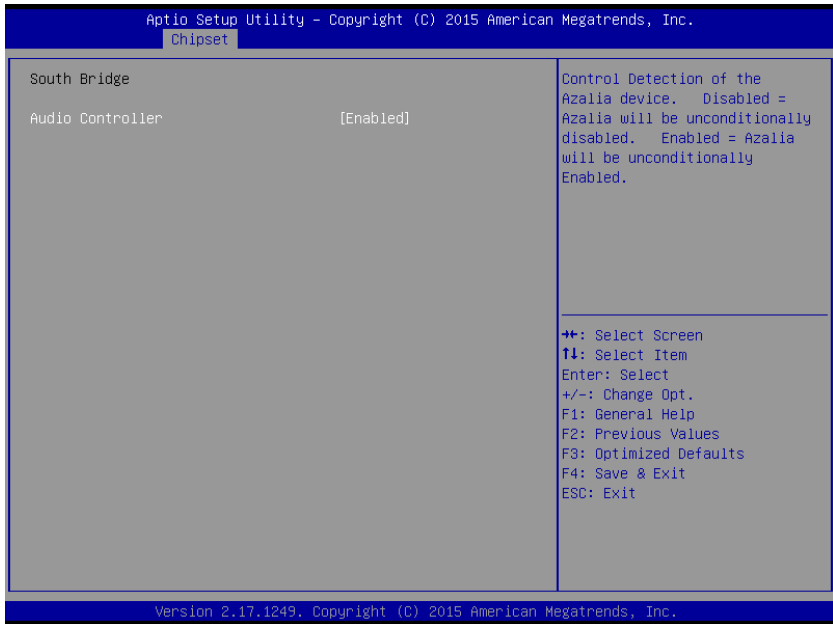 Aptio Setup Utility – Copyright (C) 2015 American Megatrends, Inc.
Chipset
South Bridge
Audio Controller [Enabled]
Control Detection of the
Azalia device. Disabled =
Azalia will be unconditionally
disabled. Enabled = Azalia
will be unconditionally
Enabled.
→←: Select Screen
↑↓: Select Item
Enter: Select
+/-: Change Opt.
F1: General Help
F2: Previous Values
F3: Optimized Defaults
F4: Save & Exit
ESC: Exit
Version 2.17.1249. Copyright (C) 2015 American Megatrends, Inc.